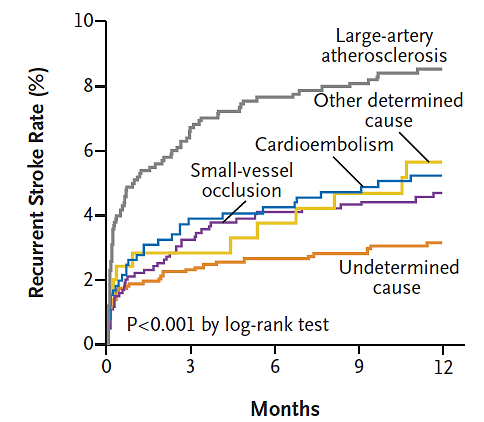 10
8
6
4
2
0
Recurrent Stroke Rate (%)
Large-artery
atherosclerosis
Other determined
cause
Cardioembolism
Small-vessel
occlusion
Undetermined
cause
P<0.001 by log-rank test
0 3 6 9 12
Months